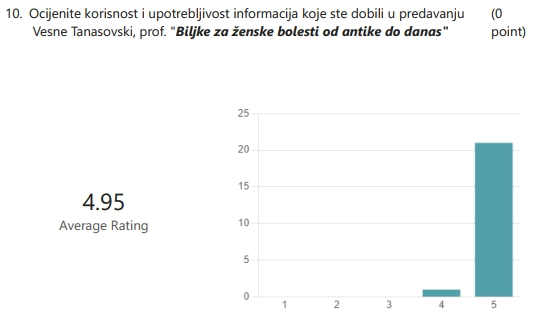 10. Ocijenite korisnost i upotrebljivost informacija koje ste dobili u predavanju (0
Vesne Tanasovski, prof. "Biljke za ženske bolesti od antike do danas" point)
25
20
15
10
5
0
1 2 3 4 5
4.95
Average Rating